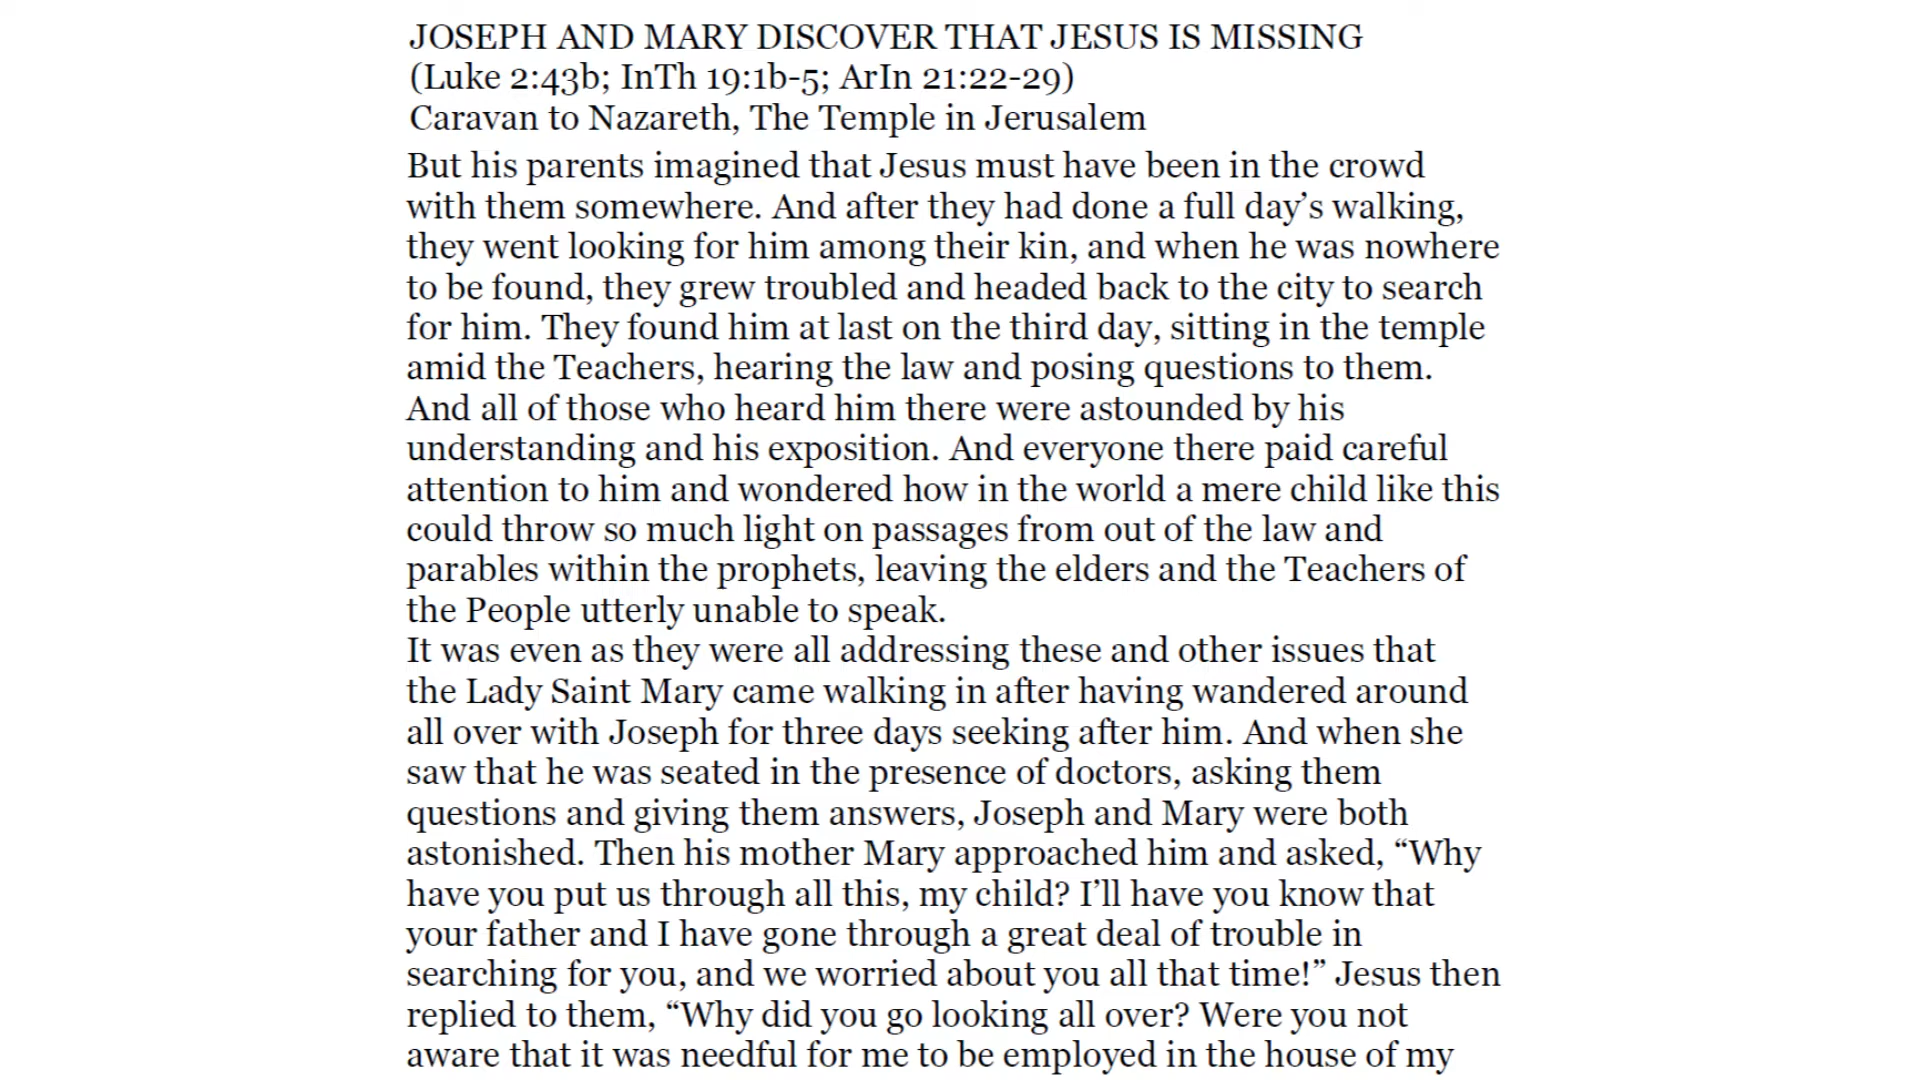 JOSEPH AND MARY DISCOVER THAT JESUS IS MISSING
(Luke 2:43b; InTh 19:1b-5; ArIn 21:22-29)
Caravan to Nazareth, The Temple in Jerusalem
But his parents imagined that Jesus must have been in the crowd
with them somewhere. And after they had done a full day’s walking,
they went looking for him among their kin, and when he was nowhere
to be found, they grew troubled and headed back to the city to search
for him. They found him at last on the third day, sitting in the temple
amid the Teachers, hearing the law and posing questions to them.
And all of those who heard him there were astounded by his
understanding and his exposition. And everyone there paid careful
attention to him and wondered how in the world a mere child like this
could throw so much light on passages from out of the law and
parables within the prophets, leaving the elders and the Teachers of
the People utterly unable to speak.
It was even as they were all addressing these and other issues that
the Lady Saint Mary came walking in after having wandered around
all over with Joseph for three days seeking after him. And when she
saw that he was seated in the presence of doctors, asking them
questions and giving them answers, Joseph and Mary were both
astonished. Then his mother Mary approached him and asked, “Why
have you put us through all this, my child? I’ll have you know that
your father and I have gone through a great deal of trouble in
searching for you, and we worried about you all that time!” Jesus then
replied to them, “Why did you go looking all over? Were you not
aware that it was needful for me to be employed in the house of my